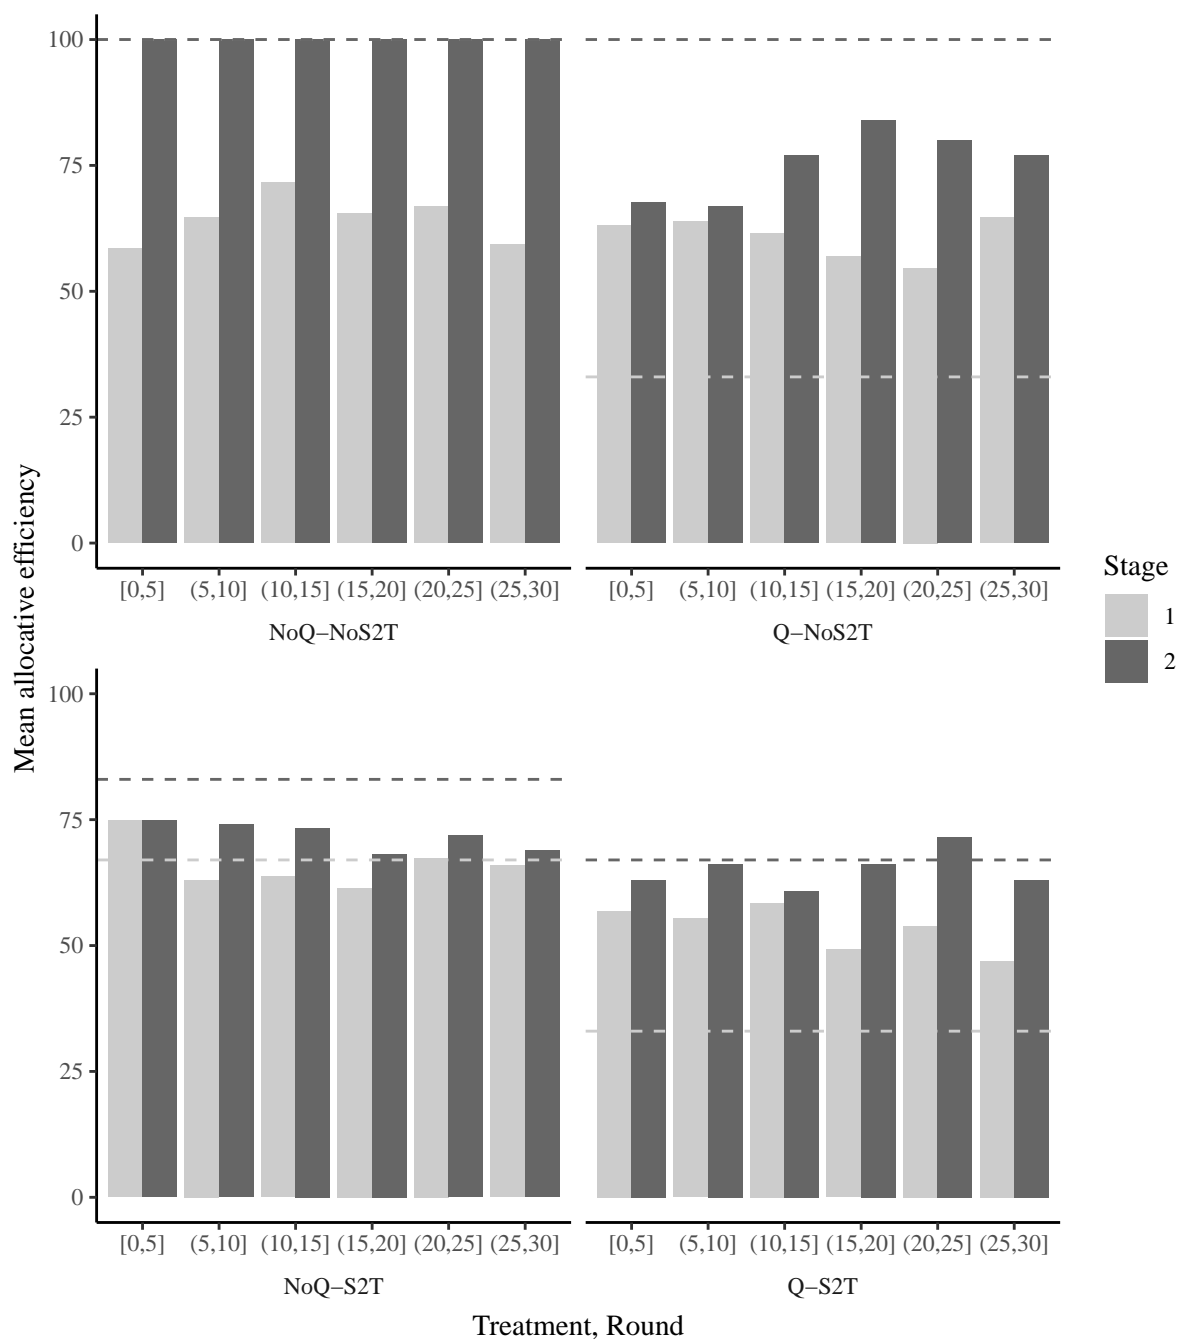 100
75
50
25
0
[0,5] (5,10] (10,15] (15,20] (20,25] (25,30]
NoQ–NoS2T
[0,5] (5,10] (10,15] (15,20] (20,25] (25,30]
Q–NoS2T
Mean allocative efficiency
Stage
1
2
100
75
50
25
0
[0,5] (5,10] (10,15] (15,20] (20,25] (25,30]
NoQ–S2T
[0,5] (5,10] (10,15] (15,20] (20,25] (25,30]
Q–S2T
Treatment, Round